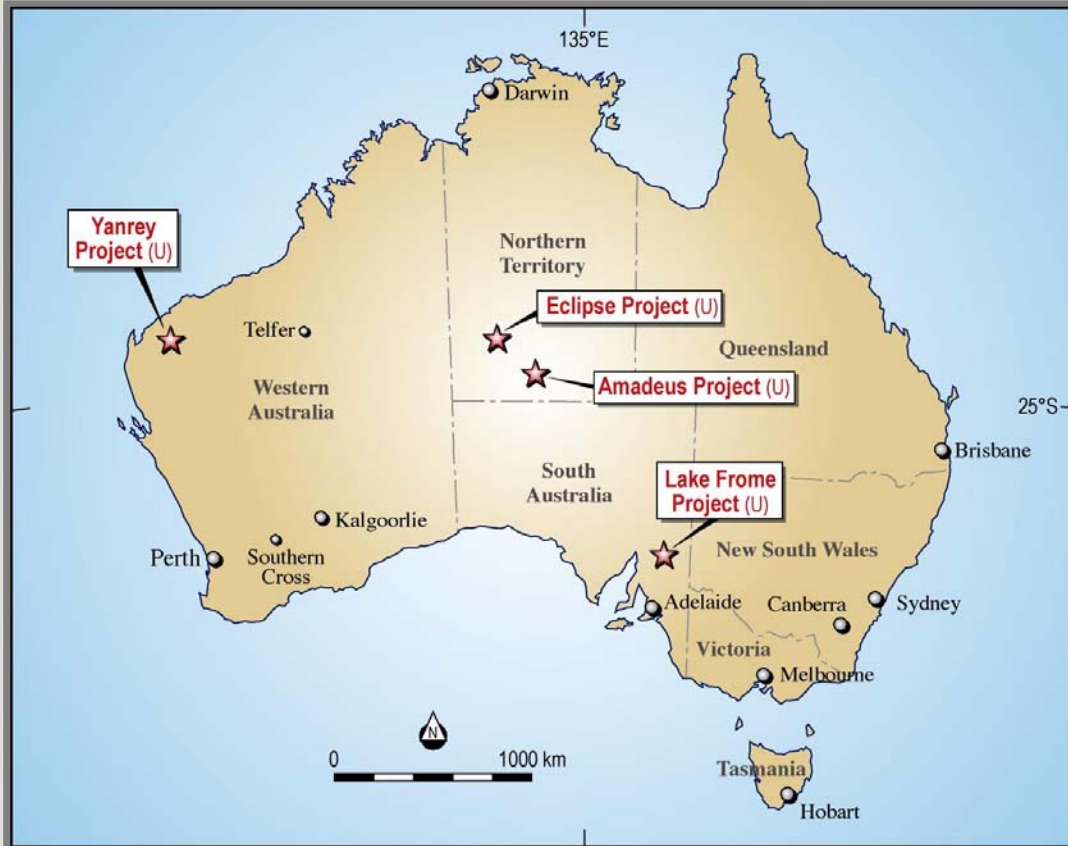 135°E
Darwin
Yanrey
Project (U)
Northern
Territory
Eclipse Project (U)
Telfer
Queensland
Amadeus Project (U)
Western
Australia
25°S
Brisbane
South
Australia
Lake Frome
Project (U)
Kalgoorlie
New South Wales
Perth
Southern
Cross
Adelaide
Canberra
Sydney
Victoria
Melbourne
N
0
1000 km
Tasmania
Hobart